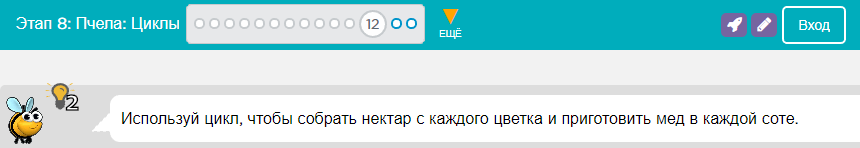 Этап 8: Пчела: Циклы 12 ЕЩЁ Вход
2
Используй цикл, чтобы собрать нектар с каждого цветка и приготовить мед в каждой соте.